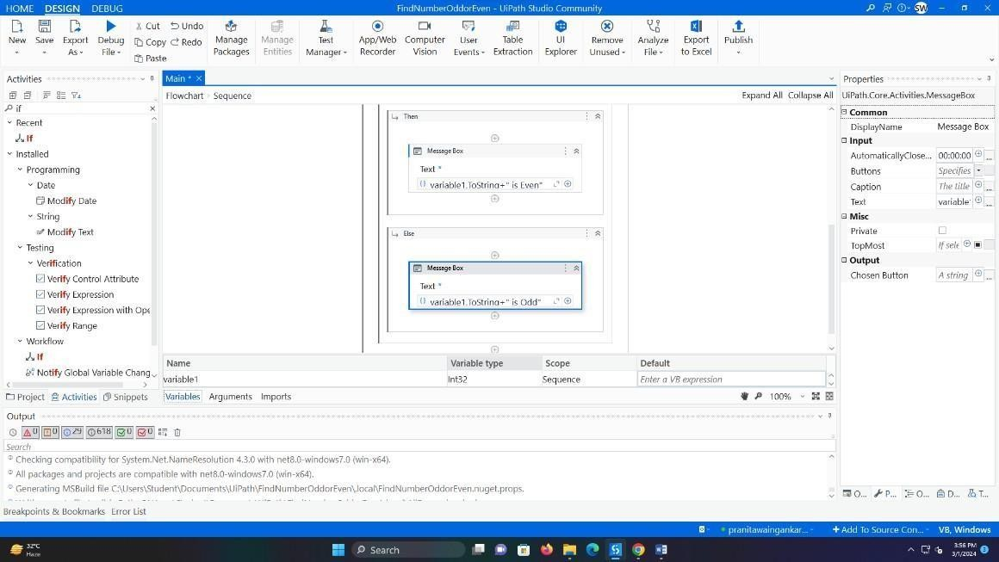 HOME DESIGN DEBUG FindNumberOddorEven - UiPath Studio Community SW
New Save Export As Debug File Cut Copy Paste Undo Redo Manage Packages Manage Entities Test Manager App/Web Recorder Computer Vision User Events Table Extraction UI Explorer Remove Unused Analyze File Export to Excel Publish
Activities
if
Recent
If
Installed
Programming
Date
Modify Date
String
Modify Text
Testing
Verification
Verify Control Attribute
Verify Expression
Verify Expression with Ope
Verify Range
Workflow
If
Notify Global Variable Chang
Project Activities Snippets
Main *
Flowchart Sequence Expand All Collapse All
Then
Message Box
Text *
variable1.ToString+" is Even"
Else
Message Box
Text *
variable1.ToString+" is Odd"
Name Variable type Scope Default
variable1 Int32 Sequence Enter a VB expression
Variables Arguments Imports 100%
Properties
UiPath.Core.Activities.MessageBox
Common
DisplayName Message Box
Input
AutomaticallyClose... 00:00:00
Buttons Specifies
Caption The title
Text variable
Misc
Private
TopMost If sele
Output
Chosen Button A string
O... P... O... D... T...
Output
0 0 29 618 0 0
Search
Checking compatibility for System.Net.NameResolution 4.3.0 with net8.0-windows7.0 (win-x64).
All packages and projects are compatible with net8.0-windows7.0 (win-x64).
Generating MSBuild file C:\Users\Student\Documents\UiPath\FindNumberOddorEven\.local\FindNumberOddorEven.nuget.props.
Breakpoints & Bookmarks Error List
pranitawaingankar... + Add To Source Con... VB, Windows
32°C
Haze
Search
3:56 PM
3/1/2024